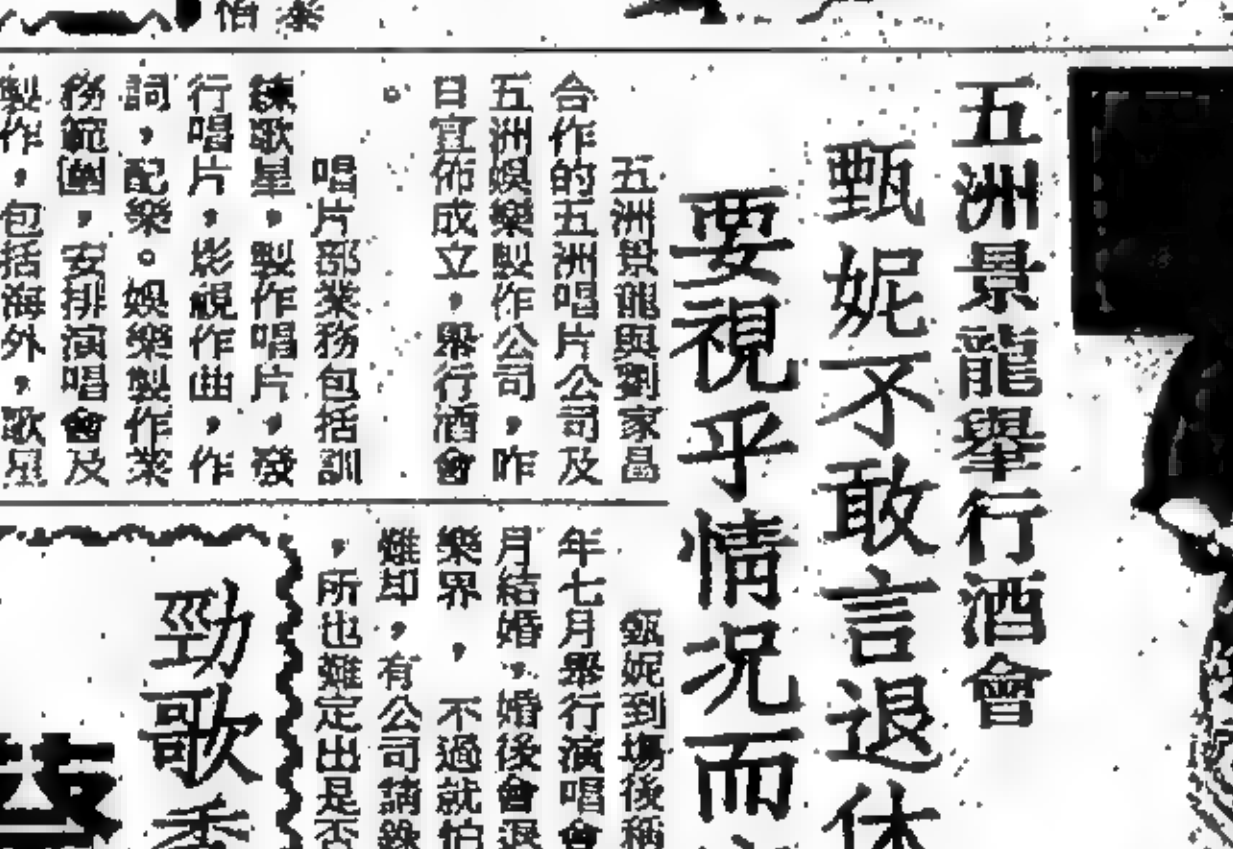 五洲景龍舉行酒會
甄妮不敢言退休
要視乎情況而
五洲景龍與劉家昌
合作的五洲唱片公司及
五洲娛樂製作公司，昨
日宣佈成立，舉行酒會
。
唱片部業務包括訓
練歌星，製作唱片，發
行唱片，影視作曲，作
詞，配樂。娛樂製作業
務範圍，安排演唱會及
製作，包括海外，歌星
甄妮到場後稱
年七月舉行演唱會
月結婚，婚後會退
樂界，不過就怕
難却，有公司請錄
，所也難定出是否
勁歌季